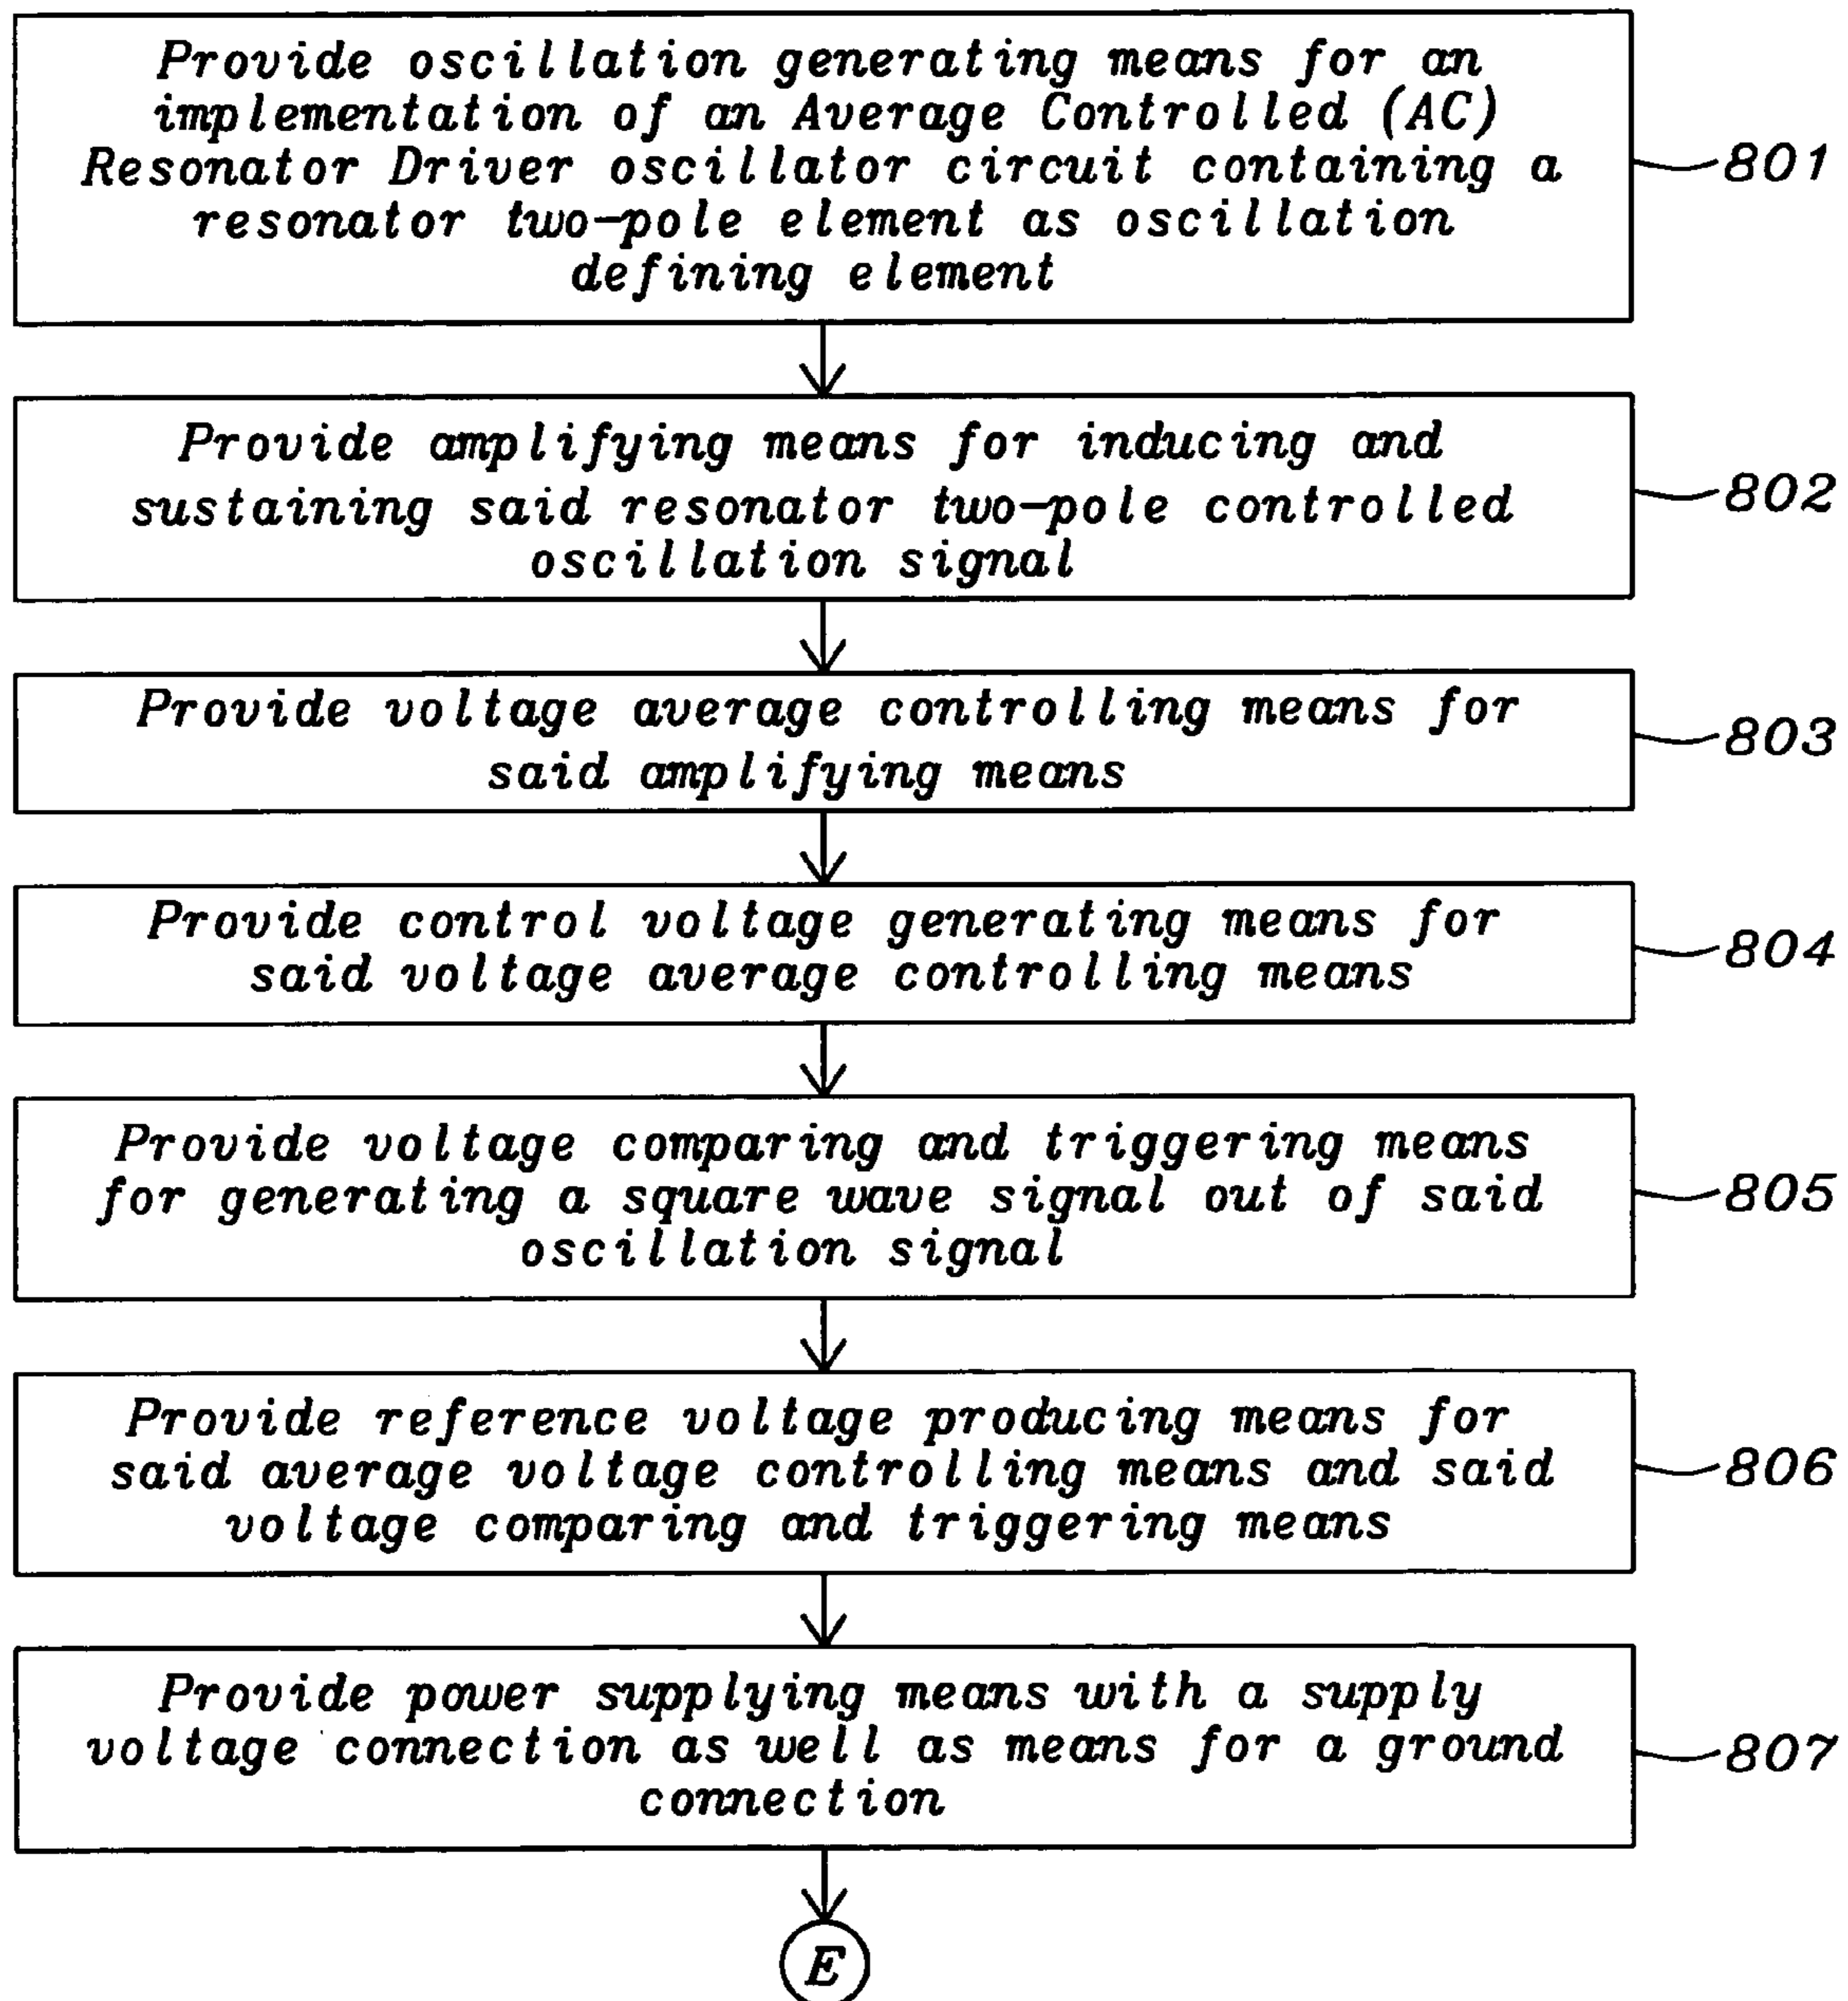 Provide oscillation generating means for an
implementation of an Average Controlled (AC)
Resonator Driver oscillator circuit containing a
resonator two-pole element as oscillation
defining element
801
Provide amplifying means for inducing and
sustaining said resonator two-pole controlled
oscillation signal
802
Provide voltage average controlling means for
said amplifying means
803
Provide control voltage generating means for
said voltage average controlling means
804
Provide voltage comparing and triggering means
for generating a square wave signal out of said
oscillation signal
805
Provide reference voltage producing means for
said average voltage controlling means and said
voltage comparing and triggering means
806
Provide power supplying means with a supply
voltage connection as well as means for a ground
connection
807
E